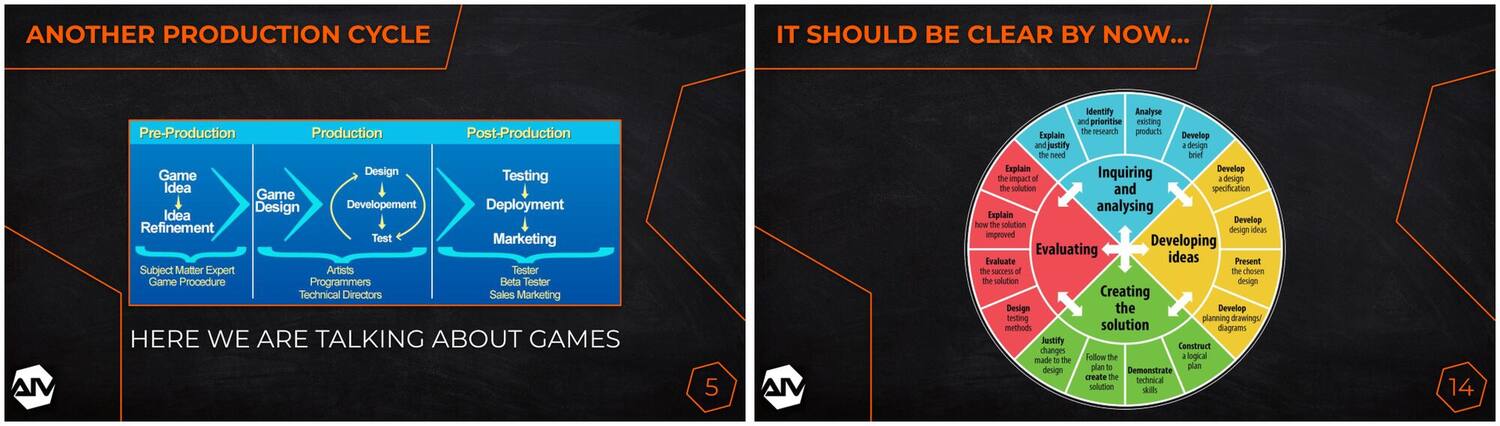 ANOTHER PRODUCTION CYCLE
Pre-Production
Production
Post-Production
Game
Idea
Idea
Refinement
Game
Design
Design
Developement
Test
Testing
Deployment
Marketing
Subject Matter Expert
Game Procedure
Artists
Programmers
Technical Directors
Tester
Beta Tester
Sales Marketing
HERE WE ARE TALKING ABOUT GAMES
AIV
5
IT SHOULD BE CLEAR BY NOW...
Inquiring
and
analysing
Explain
and justify
the need
Identify
and prioritise
the research
Analyse
existing
products
Develop
a design
brief
Developing
ideas
Develop
a design
specification
Develop
design ideas
Present
the chosen
design
Develop
planning drawings/
diagrams
Creating
the
solution
Construct
a logical
plan
Demonstrate
technical
skills
Follow the
plan to
create the
solution
Justify
changes
made to the
design
Evaluating
Design
testing
methods
Evaluate
the success of
the solution
Explain
how the solution
improved
Explain
the impact of
the solution
AIV
14